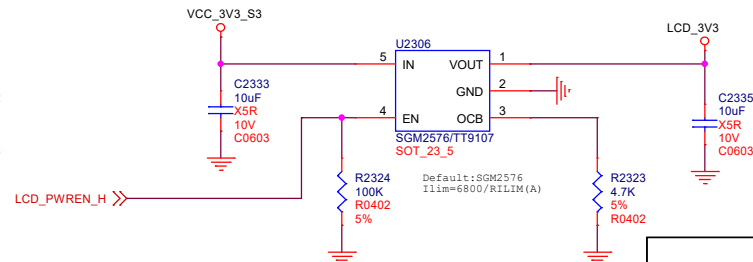 VCC_3V3_S3
LCD_3V3
U2306
5 IN VOUT 1
GND 2
4 EN OCB 3
SGM2576/TT9107
SOT_23_5
C2333
10uF
X5R
10V
C0603
C2335
10uF
X5R
10V
C0603
LCD_PWREN_H
R2324
100K
R0402
5%
Default:SGM2576
Ilim=6800/RILIM(A)
R2323
4.7K
5%
R0402